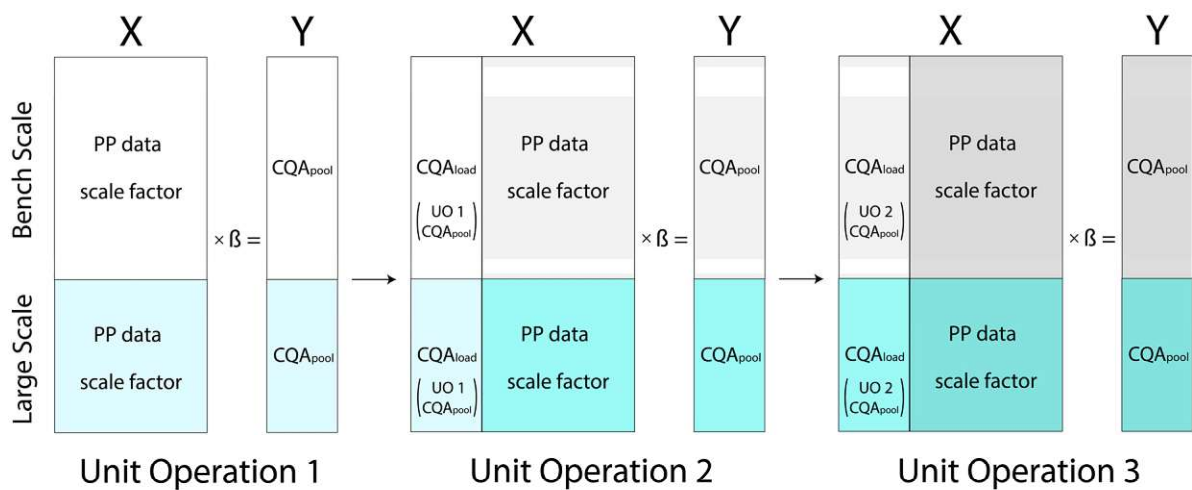 X Y X Y X Y
Bench Scale
PP data
scale factor
CQApool
CQAload
(UO 1
CQApool)
PP data
scale factor
CQApool
CQAload
(UO 2
CQApool)
PP data
scale factor
CQApool
× ß =
× ß =
× ß =
Large Scale
PP data
scale factor
CQApool
CQAload
(UO 1
CQApool)
PP data
scale factor
CQApool
CQAload
(UO 2
CQApool)
PP data
scale factor
CQApool
Unit Operation 1
Unit Operation 2
Unit Operation 3